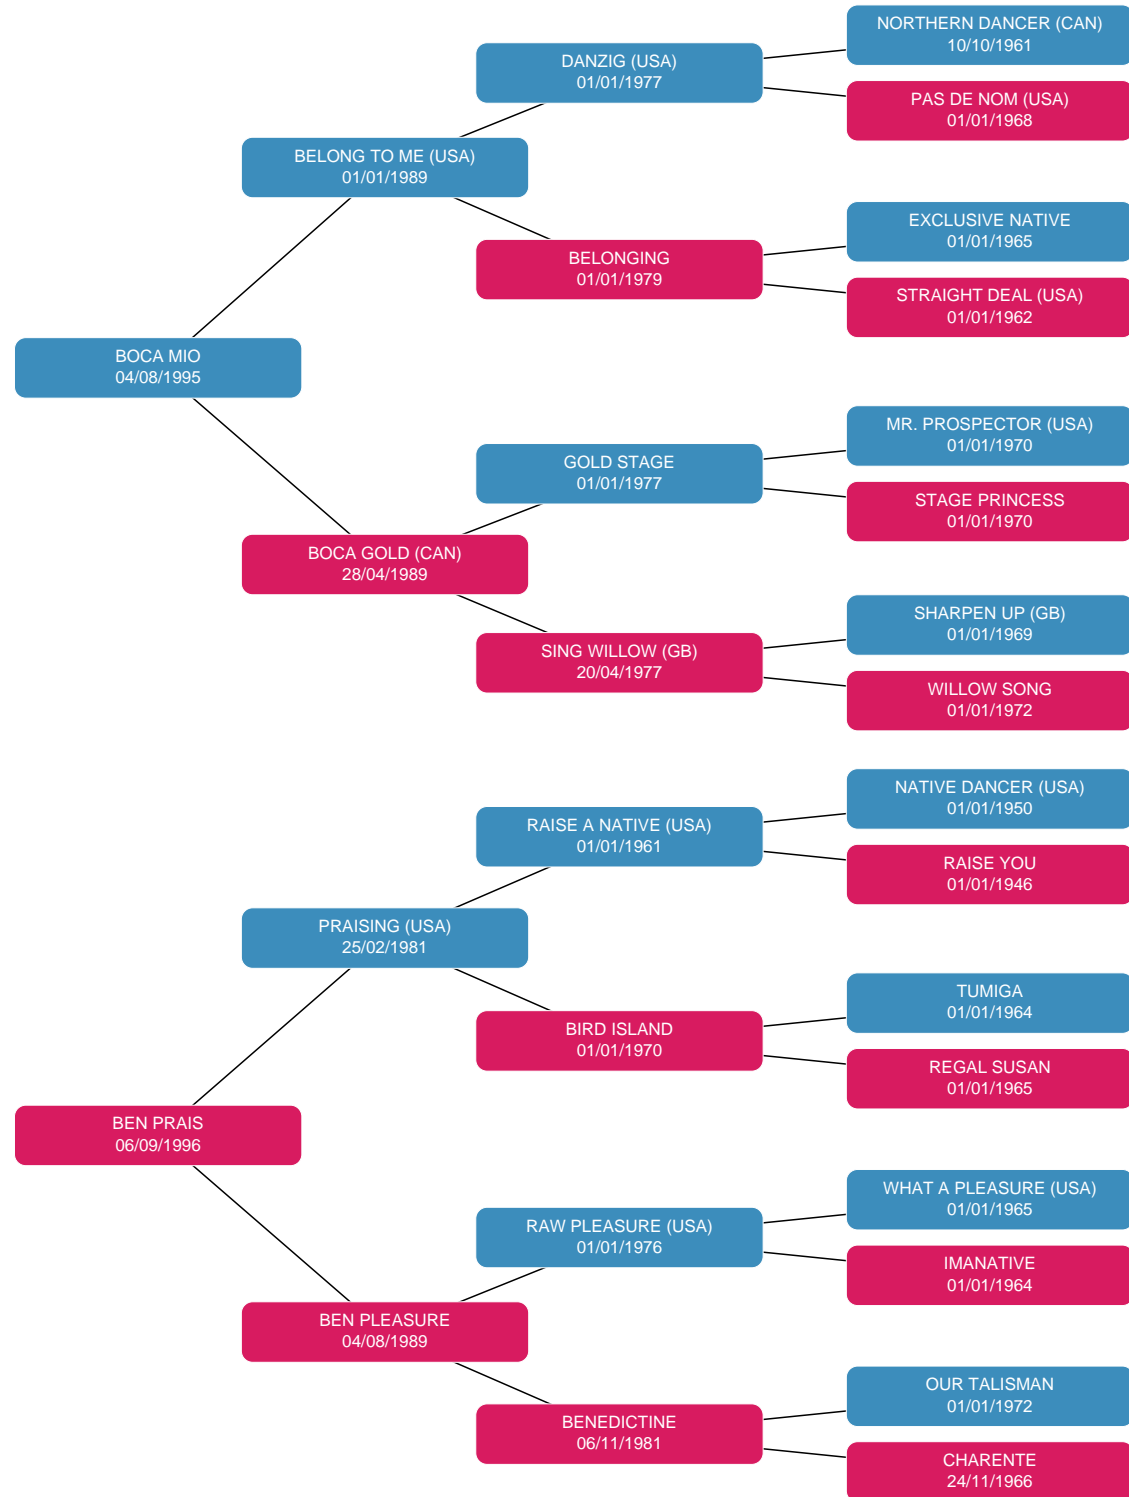 NORTHERN DANCER (CAN)
10/10/1961
DANZIG (USA)
01/01/1977
PAS DE NOM (USA)
01/01/1968
BELONG TO ME (USA)
01/01/1989
EXCLUSIVE NATIVE
01/01/1965
BELONGING
01/01/1979
STRAIGHT DEAL (USA)
01/01/1962
BOCA MIO
04/08/1995
MR. PROSPECTOR (USA)
01/01/1970
GOLD STAGE
01/01/1977
STAGE PRINCESS
01/01/1970
BOCA GOLD (CAN)
28/04/1989
SHARPEN UP (GB)
01/01/1969
SING WILLOW (GB)
20/04/1977
WILLOW SONG
01/01/1972
NATIVE DANCER (USA)
01/01/1950
RAISE A NATIVE (USA)
01/01/1961
RAISE YOU
01/01/1946
PRAISING (USA)
25/02/1981
TUMIGA
01/01/1964
BIRD ISLAND
01/01/1970
REGAL SUSAN
01/01/1965
BEN PRAIS
06/09/1996
WHAT A PLEASURE (USA)
01/01/1965
RAW PLEASURE (USA)
01/01/1976
IMANATIVE
01/01/1964
BEN PLEASURE
04/08/1989
OUR TALISMAN
01/01/1972
BENEDICTINE
06/11/1981
CHARENTE
24/11/1966